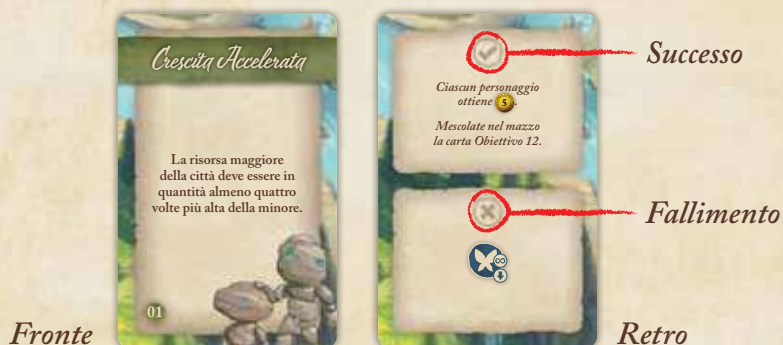 Crescita Accelerata
La risorsa maggiore
della città deve essere in
quantità almeno quattro
volte più alta della minore.
01
Fronte
Ciascun personaggio
ottiene 5.
Mescolate nel mazzo
la carta Obiettivo 12.
Successo
Fallimento
Retro